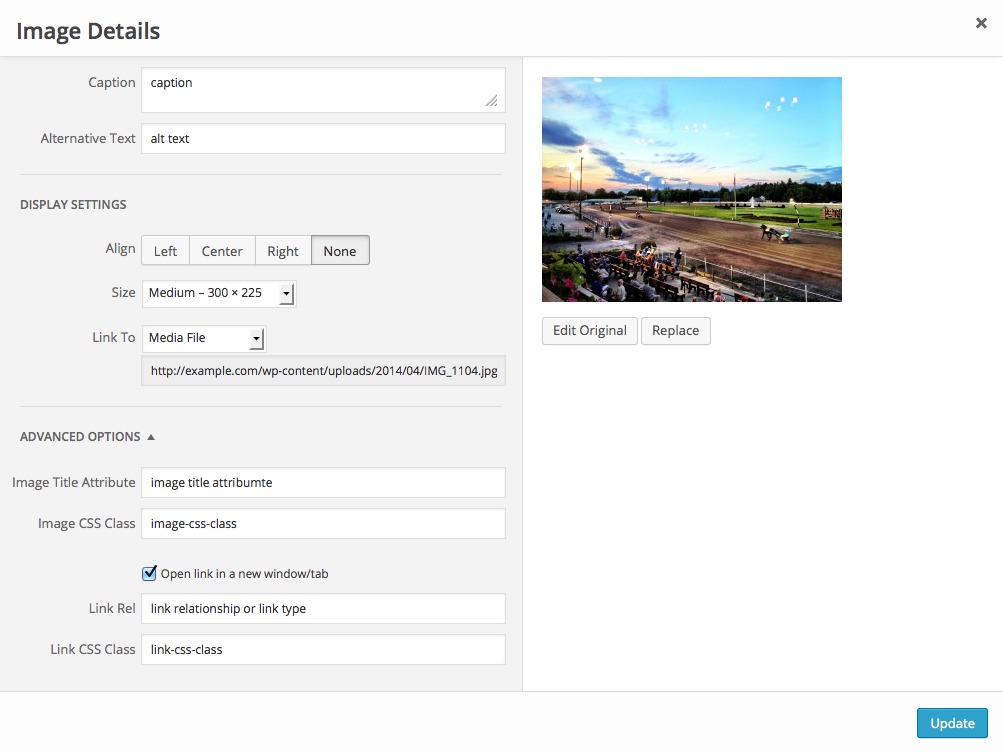 Image Details
Caption caption
Alternative Text alt text
DISPLAY SETTINGS
Align Left Center Right None
Size Medium – 300 × 225
Link To Media File
http://example.com/wp-content/uploads/2014/04/IMG_1104.jpg
Edit Original Replace
ADVANCED OPTIONS
Image Title Attribute image title attribumte
Image CSS Class image-css-class
Open link in a new window/tab
Link Rel link relationship or link type
Link CSS Class link-css-class
Update